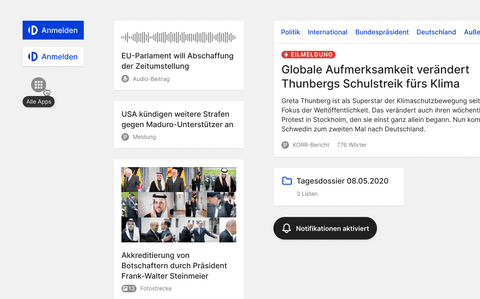 Anmelden
Anmelden
Alle Apps
EU-Parlament will Abschaffung
der Zeitumstellung
Audio-Beitrag
USA kündigen weitere Strafen
gegen Maduro-Unterstützer an
Meldung
13
Akkreditierung von
Botschaftern durch Präsident
Frank-Walter Steinmeier
Fotostrecke
Politik International Bundespräsident Deutschland Auße
EILMELDUNG
Globale Aufmerksamkeit verändert
Thunbergs Schulstreik fürs Klima
Greta Thunberg ist als Superstar der Klimaschutzbewegung seit
Fokus der Weltöffentlichkeit. Das verändert auch ihren wöchentl
Protest in Stockholm, den sie einst ganz allein begann. Nun kom
Schwedin zum zweiten Mal nach Deutschland.
KORR-Bericht 776 Wörter
Tagesdossier 08.05.2020
3 Listen
Notifikationen aktiviert